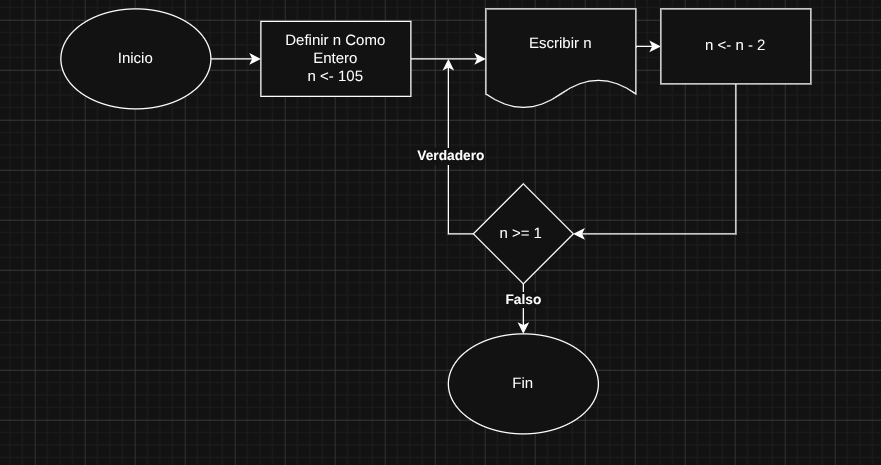 Inicio
Definir n Como
Entero
n <- 105
Escribir n
n <- n - 2
Verdadero
n >= 1
Falso
Fin